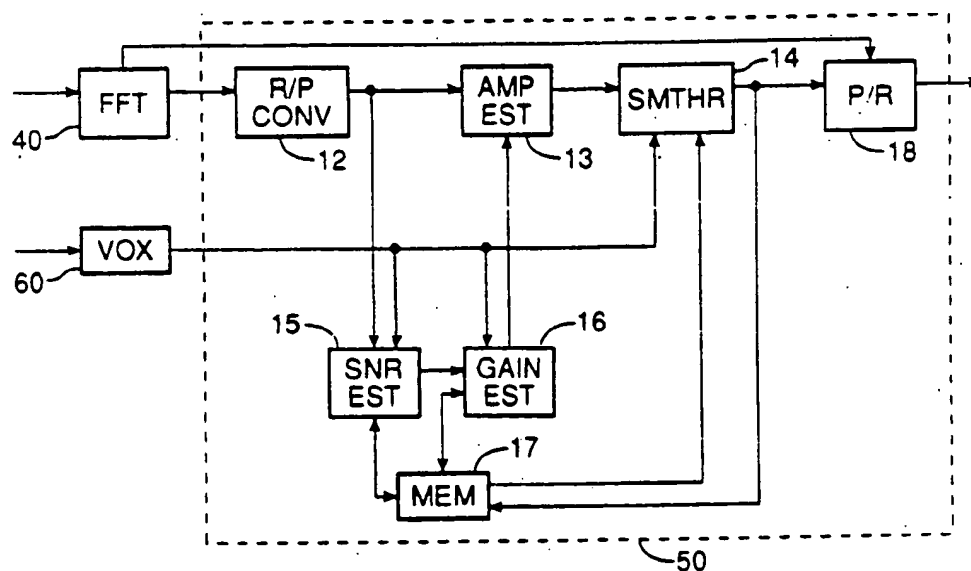 14
FFT
R/P
CONV
AMP
EST
SMTHR
P/R
40
12
13
18
VOX
60
15
16
SNR
EST
GAIN
EST
17
MEM
50